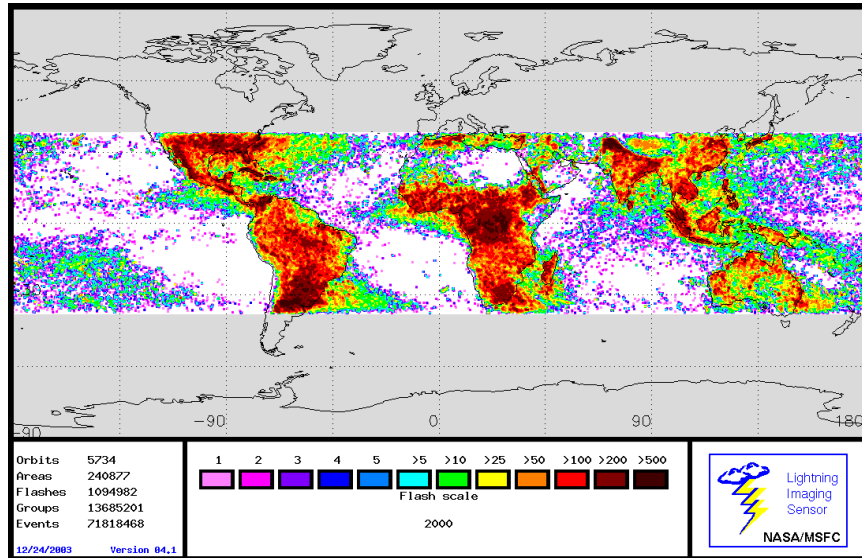 -90 0 90 180
-90
Orbits 5734
Areas 240877
Flashes 1094982
Groups 13685201
Events 71818468
12/24/2003 Version 04.1
1 2 3 4 5 >5 >10 >25 >50 >100 >200 >500
Flash scale
2000
Lightning
Imaging
Sensor
NASA/MSFC